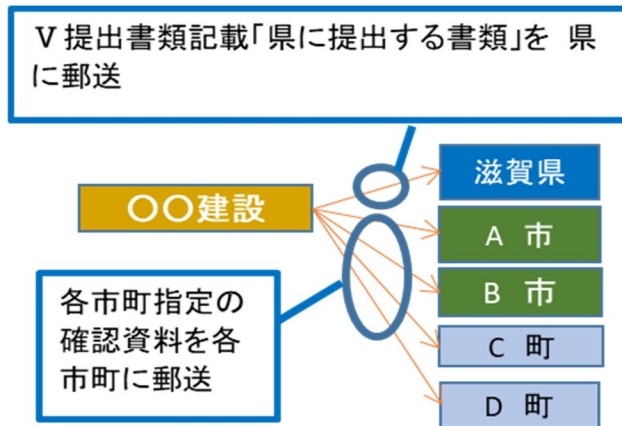 Ⅴ提出書類記載「県に提出する書類」を 県
に郵送
滋賀県
〇〇建設
A 市
B 市
各市町指定の
確認資料を各
市町に郵送
C 町
D 町